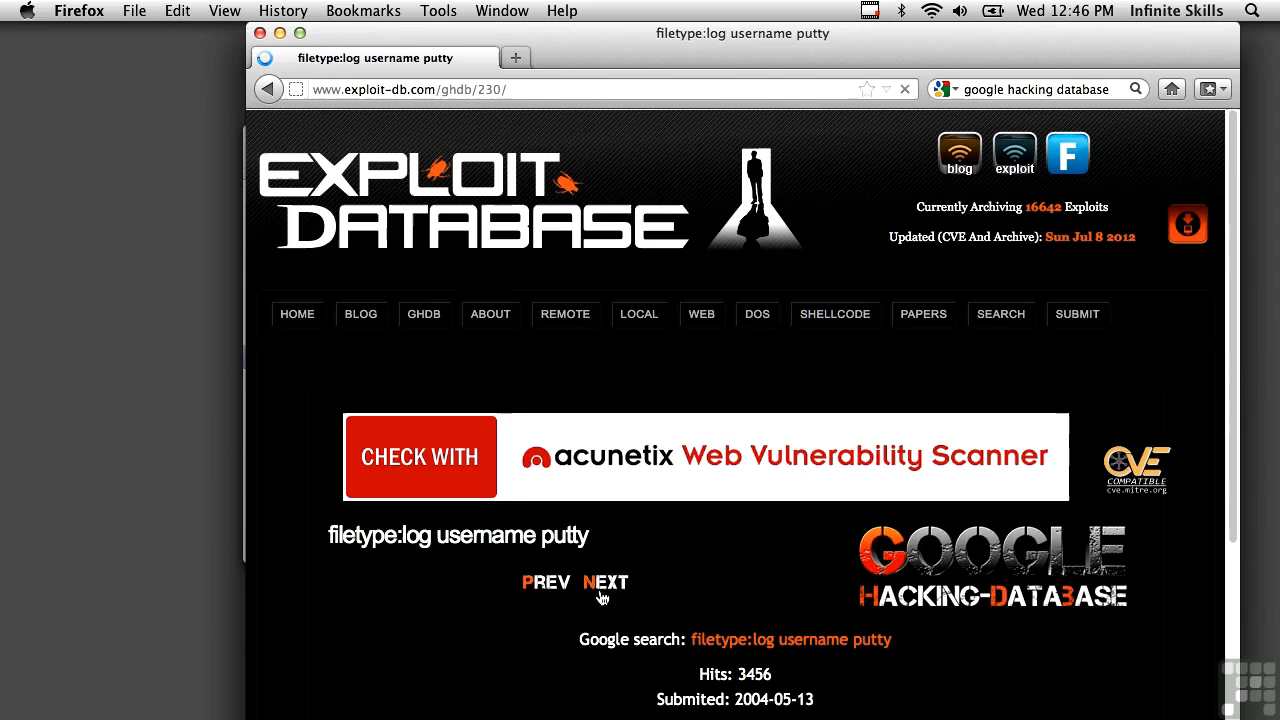 Firefox File Edit View History Bookmarks Tools Window Help Wed 12:46 PM Infinite Skills
filetype:log username putty
filetype:log username putty
www.exploit-db.com/ghdb/230/ google hacking database
EXPLOIT
DATABASE
blog exploit F
Currently Archiving 16642 Exploits
Updated (CVE And Archive): Sun Jul 8 2012
HOME BLOG GHDB ABOUT REMOTE LOCAL WEB DOS SHELLCODE PAPERS SEARCH SUBMIT
CHECK WITH acunetix Web Vulnerability Scanner
CVE
COMPATIBLE
cve.mitre.org
filetype:log username putty
GOOGLE
HACKING-DATABASE
PREV NEXT
Google search: filetype:log username putty
Hits: 3456
Submited: 2004-05-13